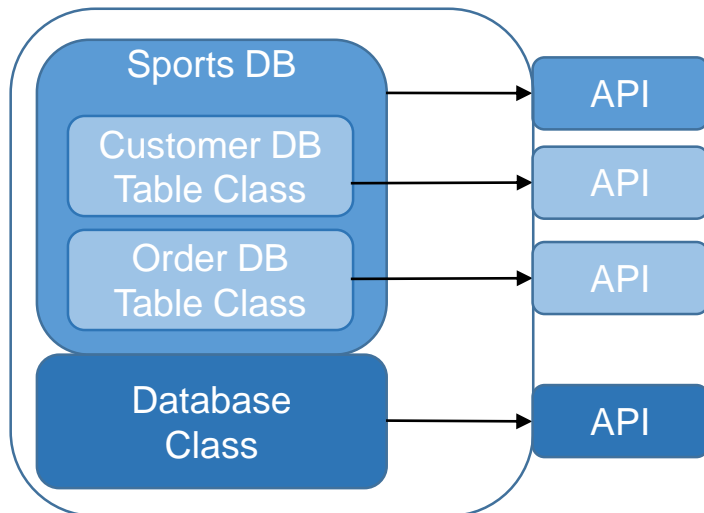 Sports DB
API
Customer DB
Table Class
API
Order DB
Table Class
API
Database
Class
API